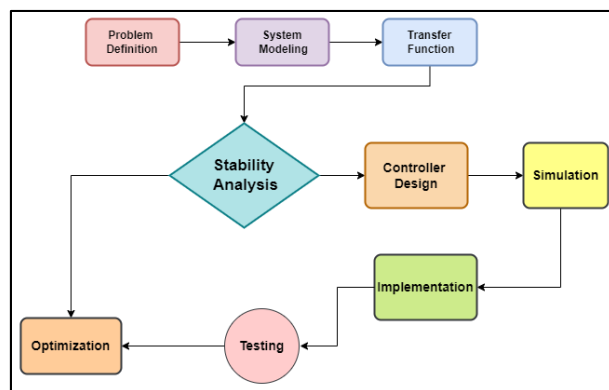 Problem
Definition
System
Modeling
Transfer
Function
Stability
Analysis
Controller
Design
Simulation
Implementation
Testing
Optimization